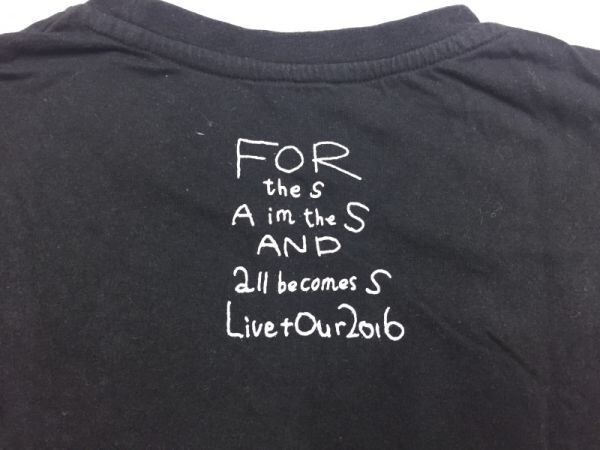 FOR
the S
A im the S
AND
all becomes S
Live tOur 2016